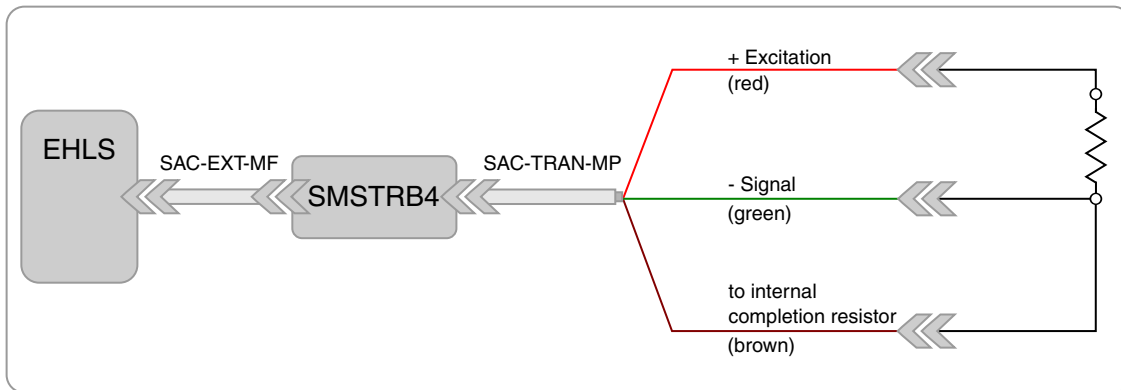 EHLS
SAC-EXT-MF
SMSTRB4
SAC-TRAN-MP
+ Excitation
(red)
- Signal
(green)
to internal
completion resistor
(brown)